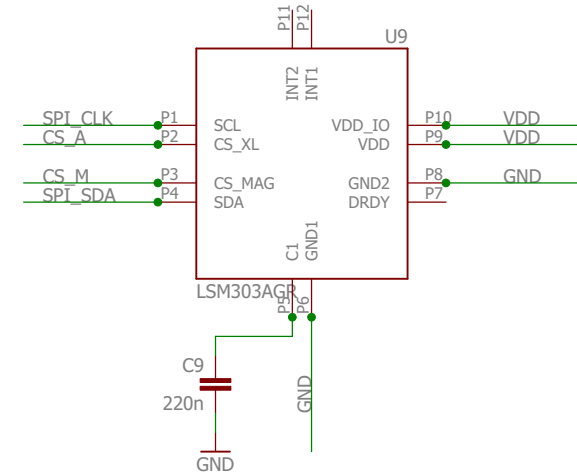 P11
P12
U9
INT2
INT1
SPI_CLK P1 SCL VDD_IO P10 VDD
CS_A P2 CS_XL VDD P9 VDD
CS_M P3 CS_MAG GND2 P8 GND
SPI_SDA P4 SDA DRDY P7
C1
GND1
LSM303AGR
P5
P6
C9
220n
GND
GND